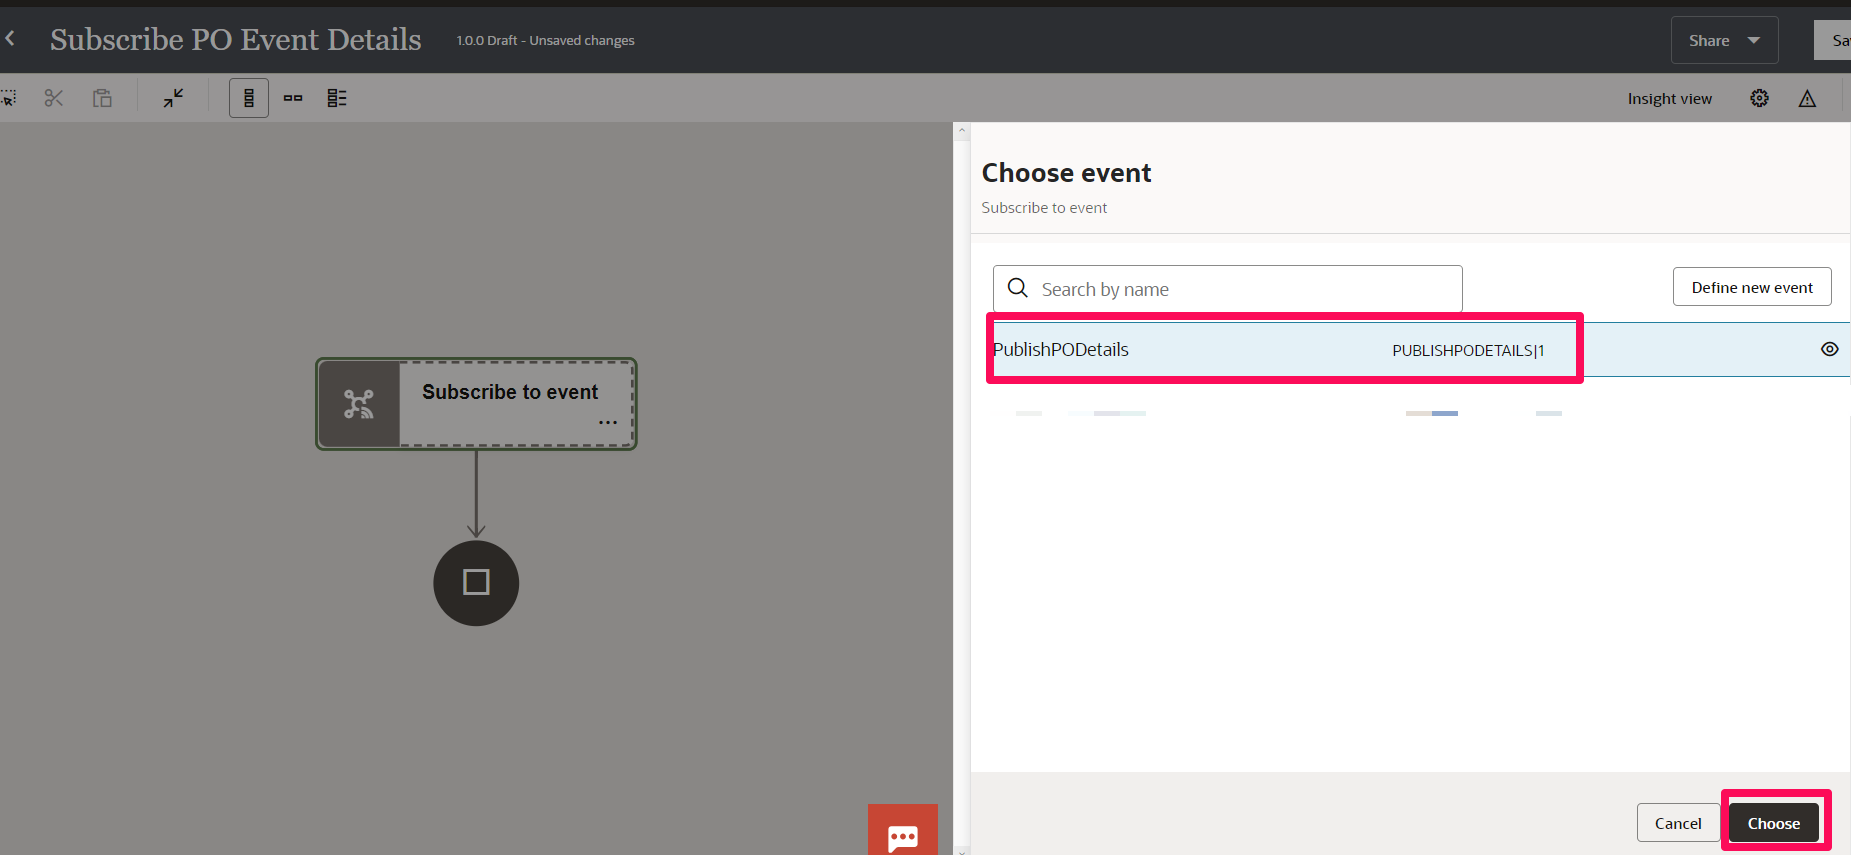 Subscribe PO Event Details
1.0.0 Draft - Unsaved changes
Share
Insight view
Choose event
Subscribe to event
Search by name
Define new event
PublishPODetails
PUBLISHPODETAILS|1
Subscribe to event
...
Cancel
Choose